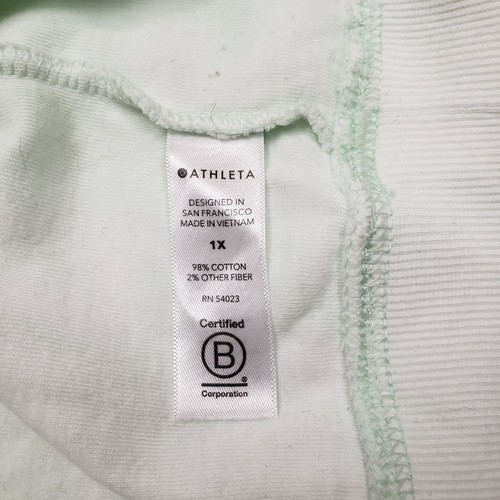 ATHLETA
DESIGNED IN
SAN FRANCISCO
MADE IN VIETNAM
1X
98% COTTON
2% OTHER FIBER
RN 54023
Certified
B
Corporation